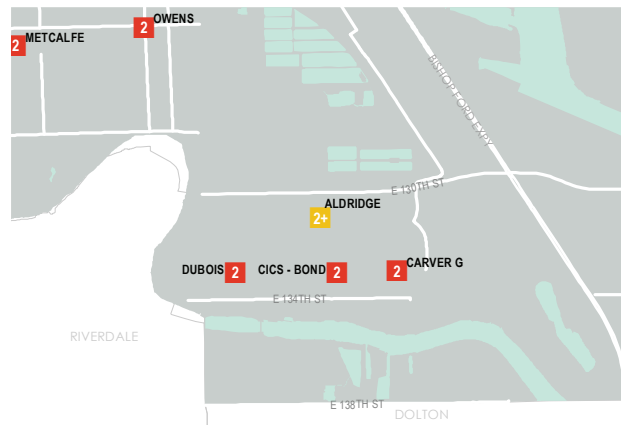 2 OWENS
2 METCALFE
BISHOP FORD EXPY
E 130TH ST
ALDRIDGE
2+
DUBOIS 2
CICS - BOND 2
2 CARVER G
E 134TH ST
RIVERDALE
E 138TH ST
DOLTON